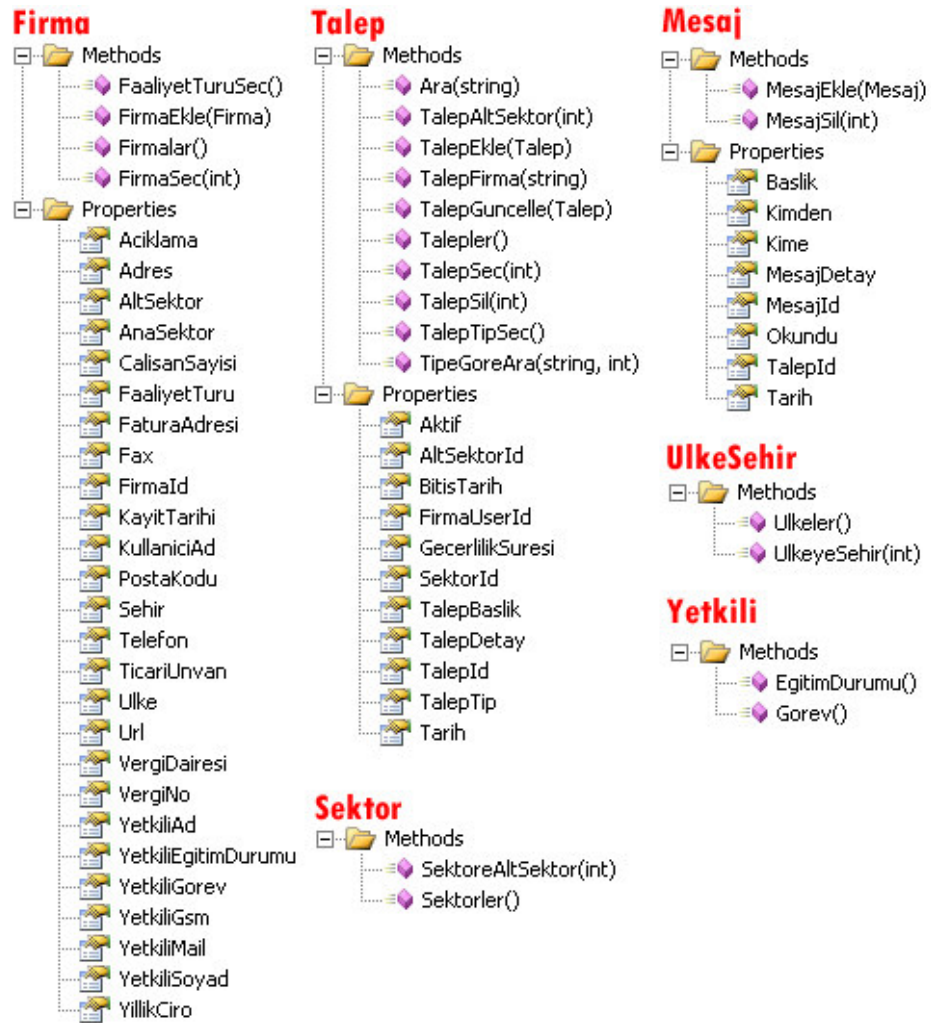 Firma
Methods
FaaliyetTuruSec()
FirmaEkle(Firma)
Firmalar()
FirmaSec(int)
Properties
Aciklama
Adres
AltSektor
AnaSektor
CalisanSayisi
FaaliyetTuru
FaturaAdresi
Fax
FirmaId
KayitTarihi
KullaniciAd
PostaKodu
Sehir
Telefon
TicariUnvan
Ulke
Url
VergiDairesi
VergiNo
YetkiliAd
YetkiliEgitimDurumu
YetkiliGorev
YetkiliGsm
YetkiliMail
YetkiliSoyad
YillikCiro
Talep
Methods
Ara(string)
TalepAltSektor(int)
TalepEkle(Talep)
TalepFirma(string)
TalepGuncelle(Talep)
Talepler()
TalepSec(int)
TalepSil(int)
TalepTipSec()
TipeGoreAra(string, int)
Properties
Aktif
AltSektorId
BitisTarih
FirmaUserId
GecerlilikSuresi
SektorId
TalepBaslik
TalepDetay
TalepId
TalepTip
Tarih
Sektor
Methods
SektoreAltSektor(int)
Sektorler()
Mesaj
Methods
MesajEkle(Mesaj)
MesajSil(int)
Properties
Baslik
Kimden
Kime
MesajDetay
MesajId
Okundu
TalepId
Tarih
UlkeSehir
Methods
Ulkeler()
UlkeyeSehir(int)
Yetkili
Methods
EgitimDurumu()
Gorev()